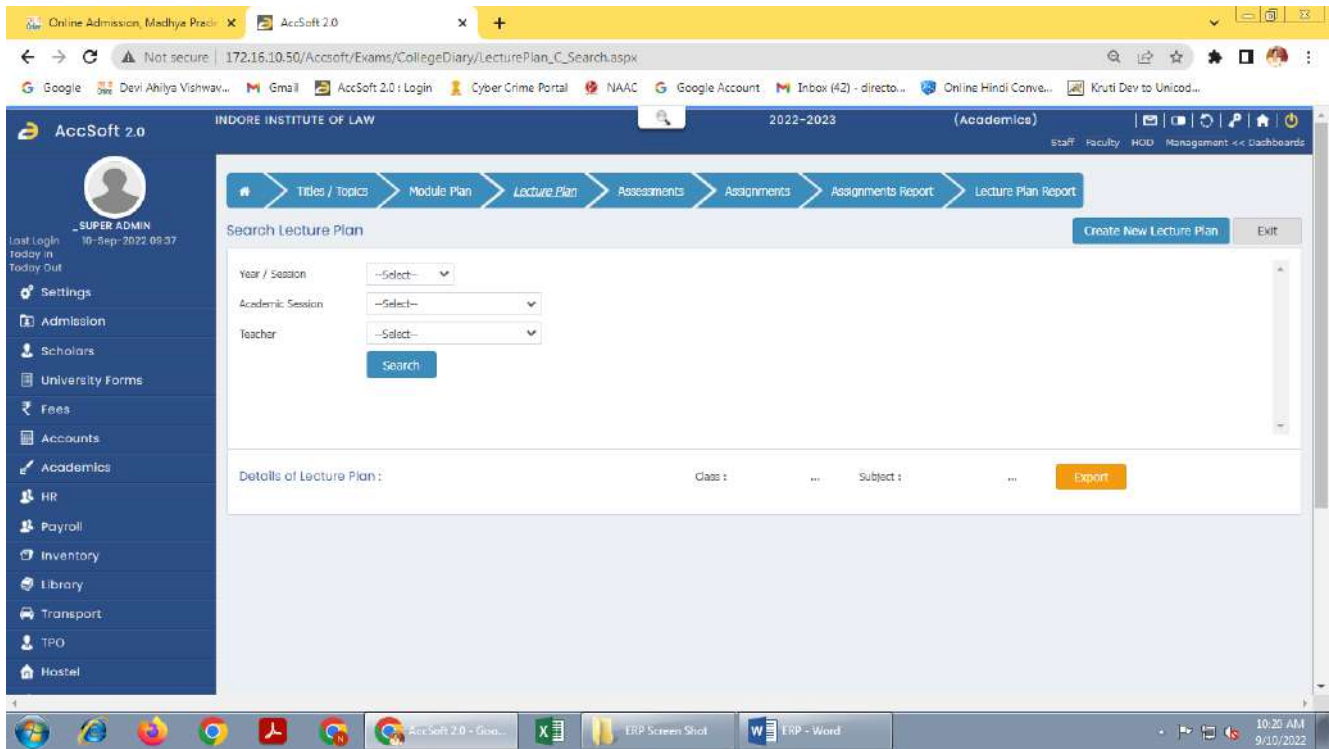 Online Admission, Madhya Prade
AccSoft 2.0
Not secure 172.16.10.50/Accsoft/Exams/CollegeDiary/LecturePlan_C_Search.aspx
Google Devi Ahilya Vishwav... Gmail AccSoft 2.0 : Login Cyber Crime Portal NAAC Google Account Inbox (42) - directo... Online Hindi Conve... Kruti Dev to Unicod...
AccSoft 2.0
INDORE INSTITUTE OF LAW 2022-2023 (Academics)
Staff Faculty HOD Management << Dashboards
Titles / Topics Module Plan Lecture Plan Assessments Assignments Assignments Report Lecture Plan Report
_SUPER ADMIN
Last Login 10-Sep-2022 09:37
Today In
Today Out
Search Lecture Plan Create New Lecture Plan Exit
Year / Session --Select--
Academic Session --Select--
Teacher --Select--
Search
Details of Lecture Plan : Class : ... Subject : ... Export
Settings
Admission
Scholars
University Forms
₹ Fees
Accounts
Academics
HR
Payroll
Inventory
Library
Transport
TPO
Hostel
AccSoft 2.0 - Goo... ERP Screen Shot ERP - Word
10:20 AM
9/10/2022